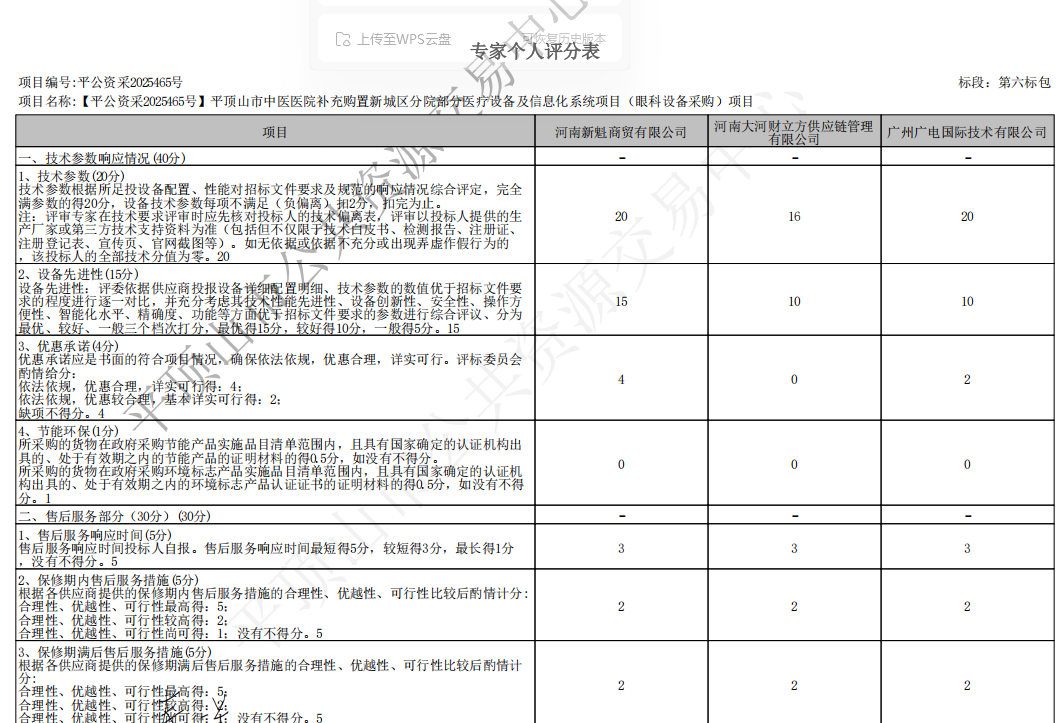 上传至WPS云盘
可恢复历史版本
专家个人评分表
项目编号:平公资采2025465号
标段：第六标包
项目名称:【平公资采2025465号】平顶山市中医医院补充购置新城区分院部分医疗设备及信息化系统项目（眼科设备采购）项目
项目 河南新魁商贸有限公司 河南大河财立方供应链管理有限公司 广州广电国际技术有限公司
一、技术参数响应情况(40分) - - -
1、技术参数(20分)
技术参数根据所足投设备配置、性能对招标文件要求及规范的响应情况综合评定，完全
满参数的得20分，设备技术参数每项不满足（负偏离）扣2分，扣完为止。
注：评审专家在技术要求评审时应先核对投标人的技术偏离表，评审以投标人提供的生
产厂家或第三方技术支持资料为准（包括但不仅限于技术白皮书、检测报告、注册证、
注册登记表、宣传页、官网截图等）。如无依据或依据不充分或出现弄虚作假行为的
，该投标人的全部技术分值为零。20
20 16 20
2、设备先进性(15分)
设备先进性：评委依据供应商投报设备详细配置明细、技术参数的数值优于招标文件要
求的程度进行逐一对比，并充分考虑其技术性能先进性、设备创新性、安全性、操作方
便性、智能化水平、精确度、功能等方面优于招标文件要求的参数进行综合评议、分为
最优、较好、一般三个档次打分，最优得15分，较好得10分，一般得5分。15
15 10 10
3、优惠承诺(4分)
优惠承诺应是书面的符合项目情况，确保依法依规，优惠合理，详实可行。评标委员会
酌情给分：
依法依规，优惠合理，详实可行得：4；
依法依规，优惠较合理，基本详实可行得：2；
缺项不得分。4
4 0 2
4、节能环保(1分)
所采购的货物在政府采购节能产品实施品目清单范围内，且具有国家确定的认证机构出
具的、处于有效期之内的节能产品的证明材料的得0.5分，如没有不得分。
所采购的货物在政府采购环境标志产品实施品目清单范围内，且具有国家确定的认证机
构出具的、处于有效期之内的环境标志产品认证证书的证明材料的得0.5分，如没有不得
分。1
0 0 0
二、售后服务部分（30分）(30分) - - -
1、售后服务响应时间(5分)
售后服务响应时间投标人自报。售后服务响应时间最短得5分，较短得3分，最长得1分
，没有不得分。5
3 3 3
2、保修期内售后服务措施(5分)
根据各供应商提供的保修期内售后服务措施的合理性、优越性、可行性比较后酌情计分：
合理性、优越性、可行性最高得：5；
合理性、优越性、可行性较高得：2；
合理性、优越性、可行性尚可得：1；没有不得分。5
2 2 2
3、保修期满后售后服务措施(5分)
根据各供应商提供的保修期满后售后服务措施的合理性、优越性、可行性比较后酌情计
分：
合理性、优越性、可行性最高得：5；
合理性、优越性、可行性较高得：2；
合理性、优越性、可行性尚可得：1；没有不得分。5
2 2 2
平顶山市公共资源交易中心
平顶山市公共资源交易中心